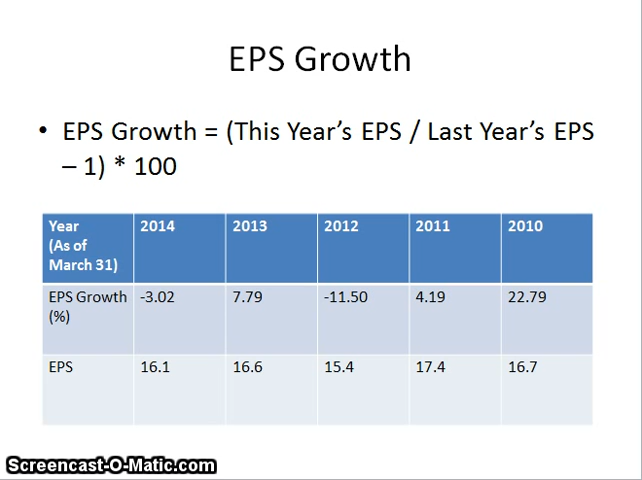 EPS Growth
• EPS Growth = (This Year’s EPS / Last Year’s EPS
– 1) * 100
Year (As of March 31) 2014 2013 2012 2011 2010
EPS Growth (%) -3.02 7.79 -11.50 4.19 22.79
EPS 16.1 16.6 15.4 17.4 16.7
Screencast-O-Matic.com